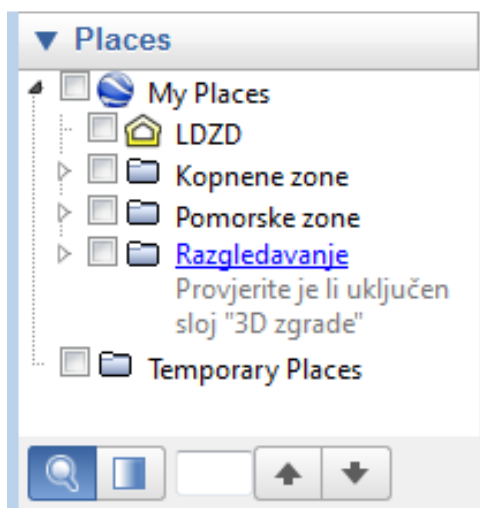 Places
My Places
LDZD
Kopnene zone
Pomorske zone
Razgledavanje
Provjerite je li uključen
sloj "3D zgrade"
Temporary Places